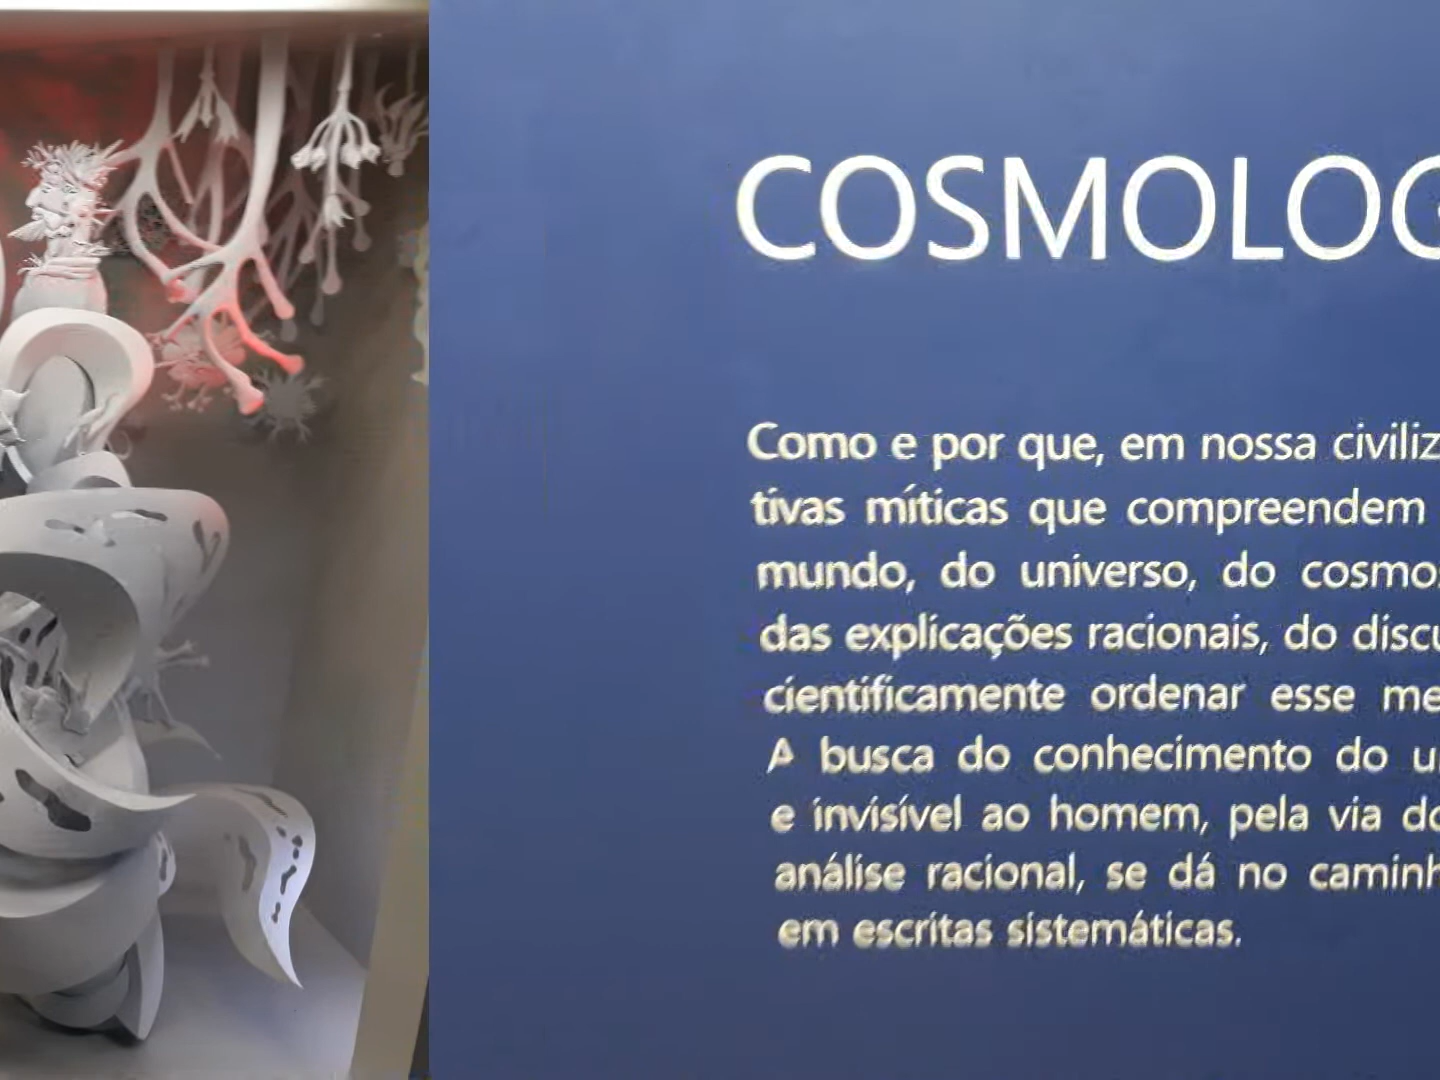 COSMOLOG
Como e por que, em nossa civiliz
tivas míticas que compreendem
mundo, do universo, do cosmo
das explicações racionais, do discu
cientificamente ordenar esse me
A busca do conhecimento do u
e invisível ao homem, pela via do
análise racional, se dá no caminh
em escritas sistemáticas.